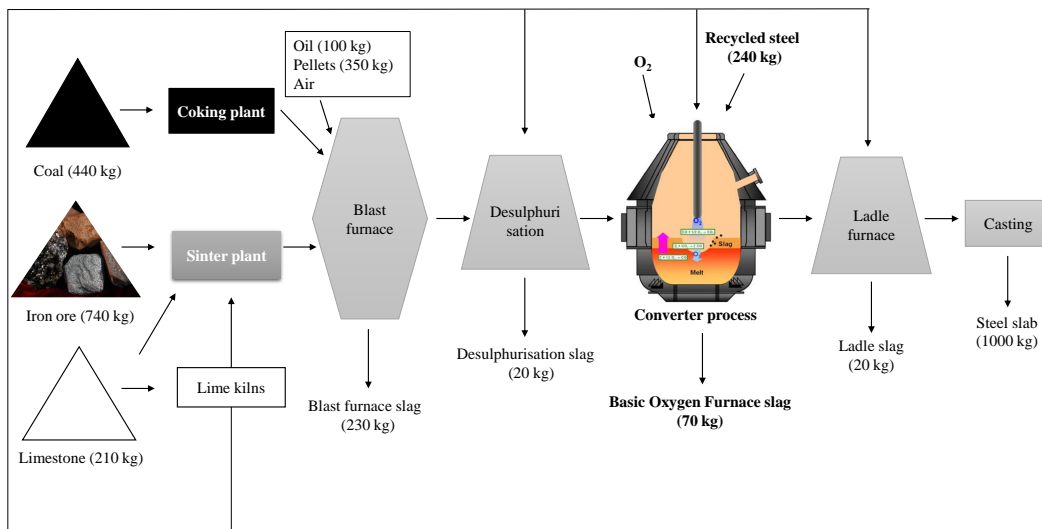 Oil (100 kg)
Pellets (350 kg)
Air
O₂
Recycled steel
(240 kg)
Coking plant
Coal (440 kg)
Blast
furnace
Desulphuri
sation
O₂
Slag
O₂
Melt
Ladle
furnace
Casting
Sinter plant
Iron ore (740 kg)
Converter process
Steel slab
(1000 kg)
Desulphurisation slag
(20 kg)
Ladle slag
(20 kg)
Lime kilns
Blast furnace slag
(230 kg)
Basic Oxygen Furnace slag
(70 kg)
Limestone (210 kg)